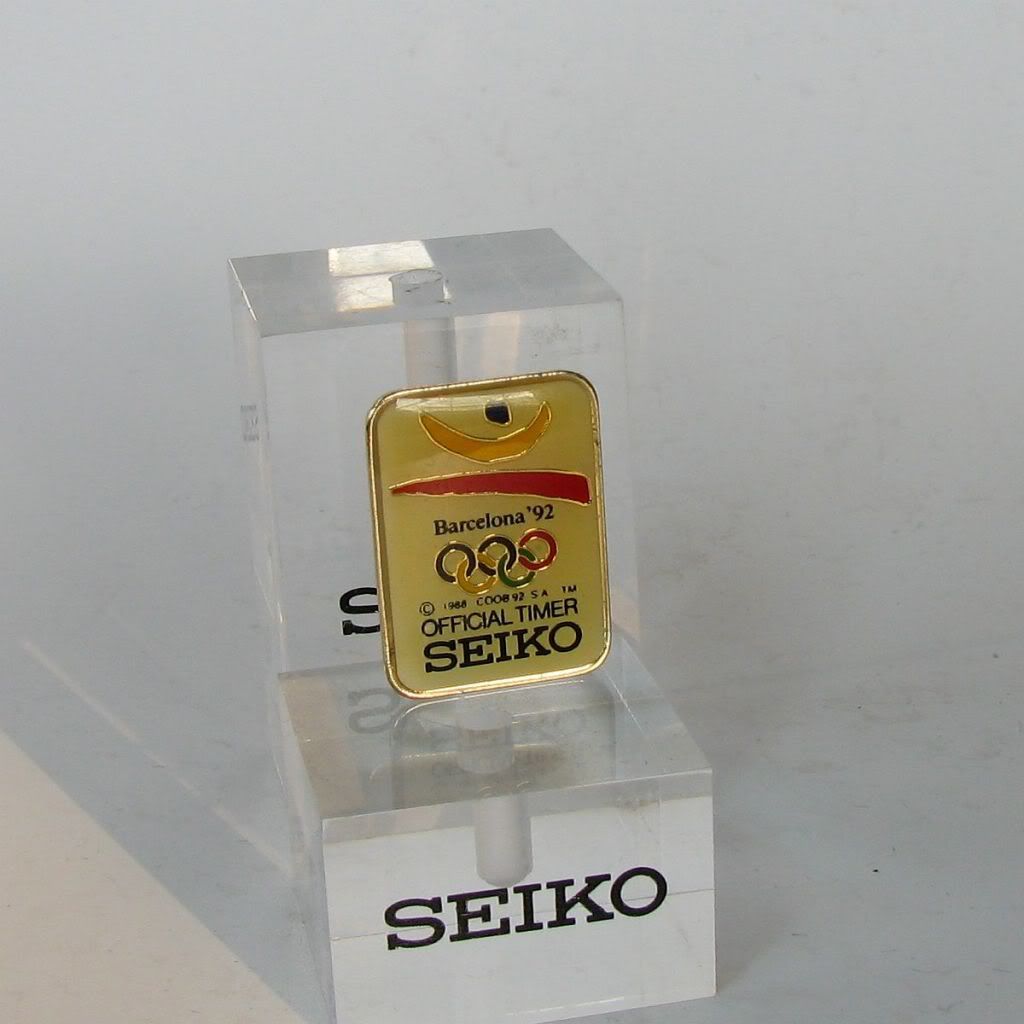 Barcelona '92
© 1988 COOB 92 S.A. TM
OFFICIAL TIMER
SEIKO
S
SEIKO